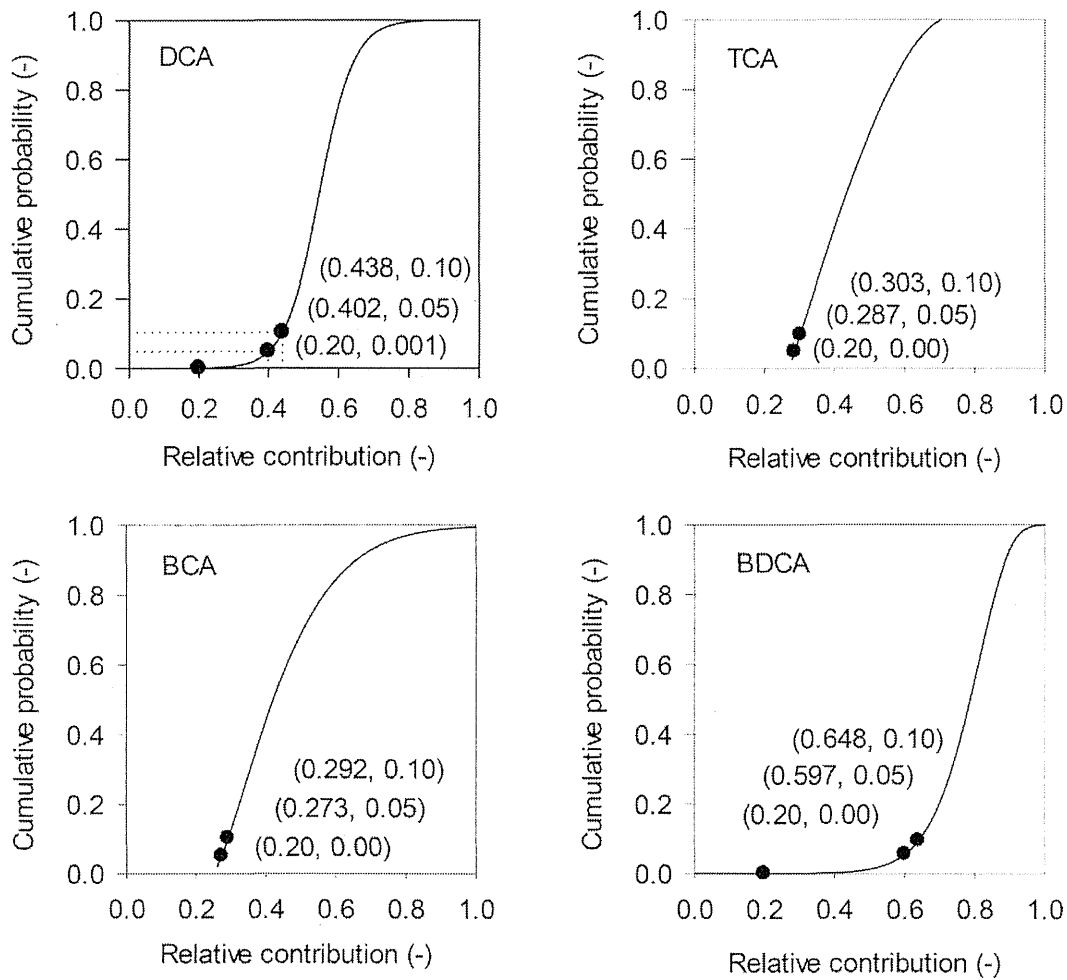 DCA
Cumulative probability (-)
1.0
0.8
0.6
0.4
0.2
0.0
(0.438, 0.10)
(0.402, 0.05)
(0.20, 0.001)
0.0 0.2 0.4 0.6 0.8 1.0
Relative contribution (-)
TCA
Cumulative probability (-)
1.0
0.8
0.6
0.4
0.2
0.0
(0.303, 0.10)
(0.287, 0.05)
(0.20, 0.00)
0.0 0.2 0.4 0.6 0.8 1.0
Relative contribution (-)
BCA
Cumulative probability (-)
1.0
0.8
0.6
0.4
0.2
0.0
(0.292, 0.10)
(0.273, 0.05)
(0.20, 0.00)
0.0 0.2 0.4 0.6 0.8 1.0
Relative contribution (-)
BDCA
Cumulative probability (-)
1.0
0.8
0.6
0.4
0.2
0.0
(0.648, 0.10)
(0.597, 0.05)
(0.20, 0.00)
0.0 0.2 0.4 0.6 0.8 1.0
Relative contribution (-)